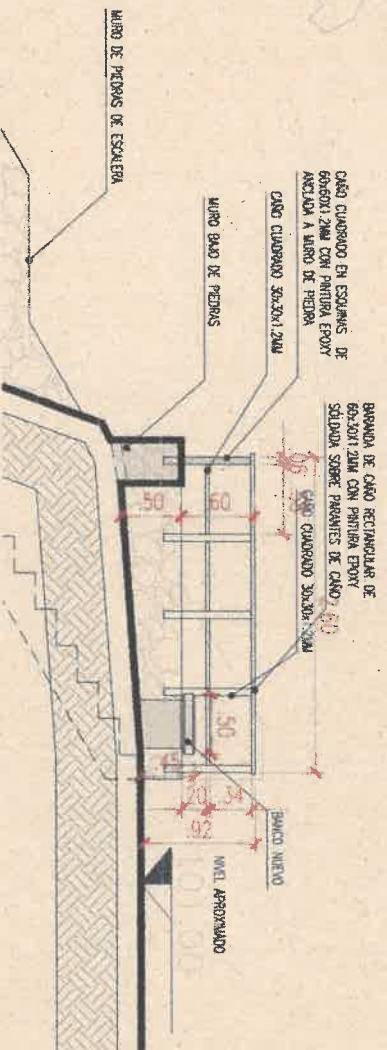 BARANDA DE CAÑO RECTANGULAR DE
60x30X1.2MM CON PINTURA EPOXY
SOLDADA SOBRE PARANTES DE CAÑO
CAÑO CUADRADO 30x30x1.2MM
CAÑO CUADRADO EN ESQUINAS DE
60x60X1.2MM CON PINTURA EPOXY
ANCLADA A MURO DE PIEDRA
CAÑO CUADRADO 30x30x1.2MM
MURO BAJO DE PIEDRAS
MURO DE PIEDRAS DE ESCALERA
BANCO NUEVO
NIVEL APROXIMADO
.50
.60
.50
.45
.20
.34
.92